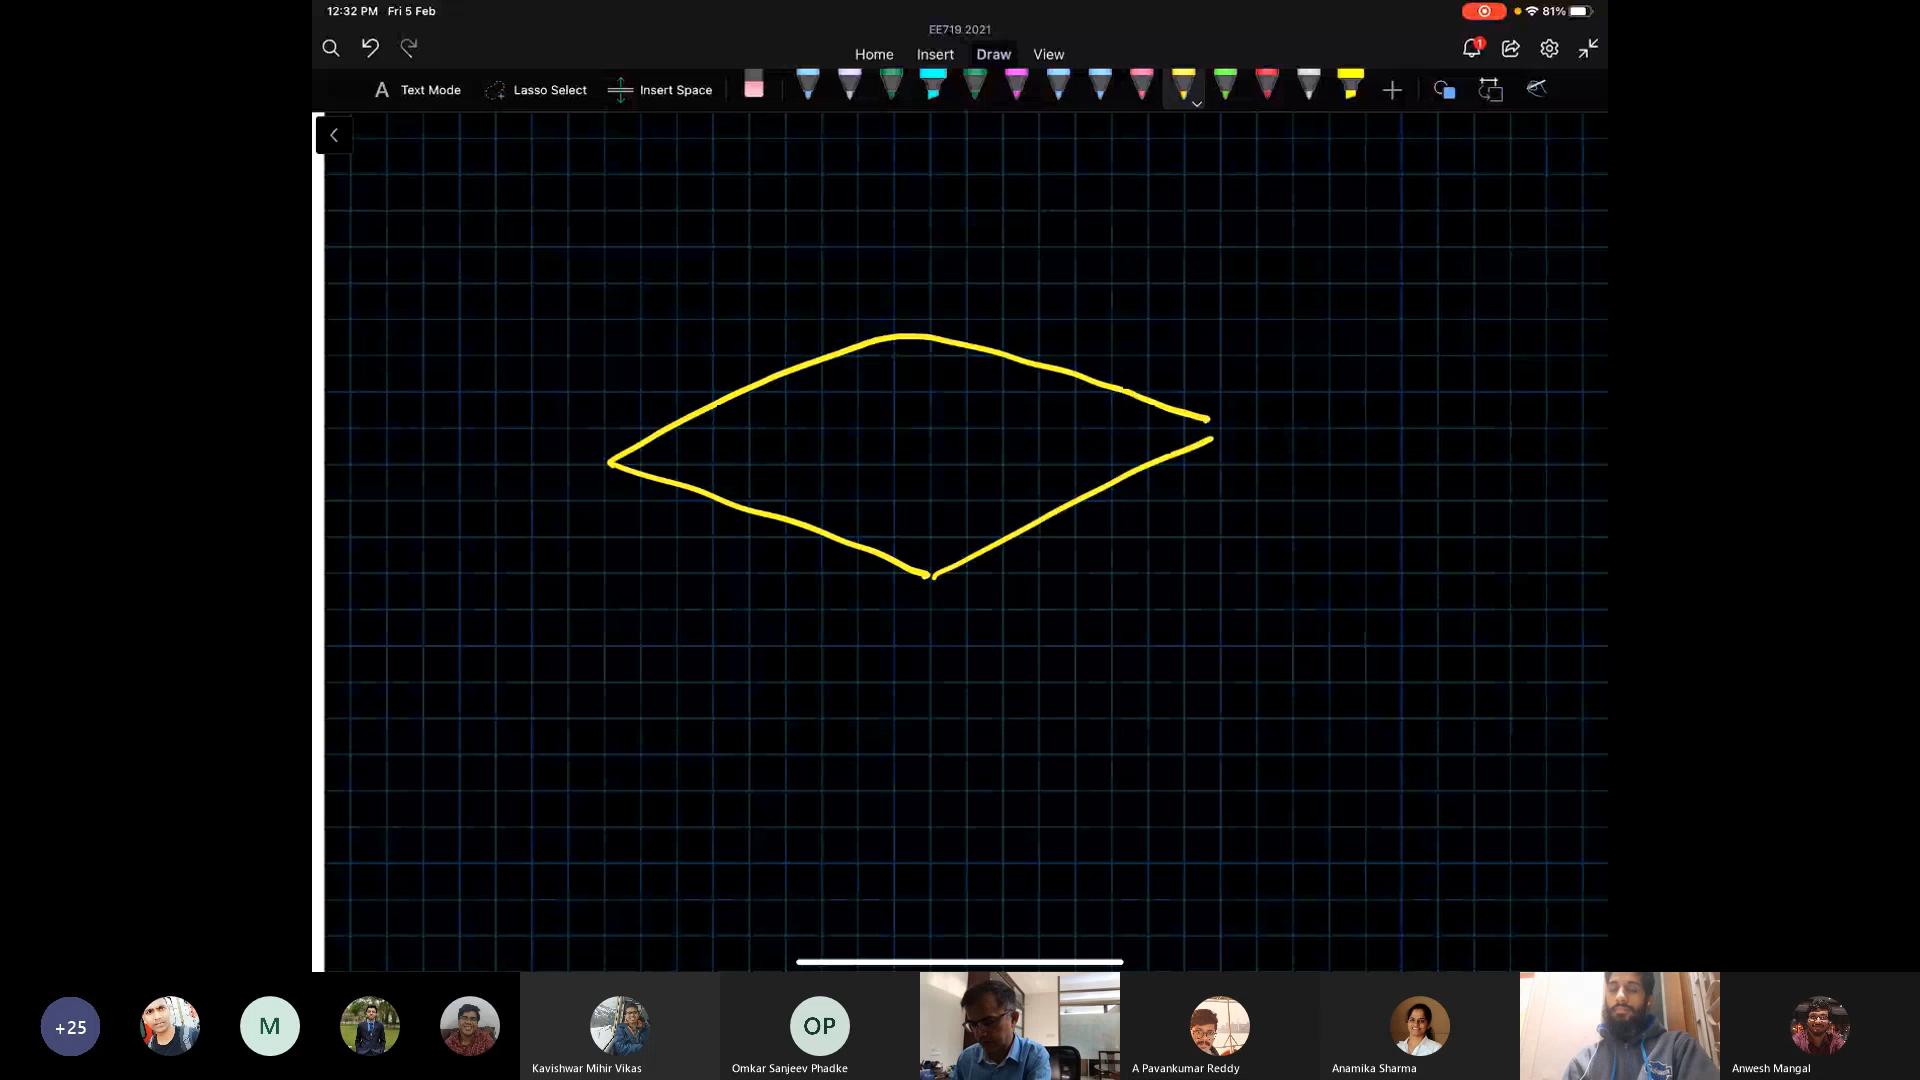 12:32 PM Fri 5 Feb
81%
EE719 2021
Home Insert Draw View
1
A Text Mode Lasso Select Insert Space
+25
M
OP
Kavishwar Mihir Vikas
Omkar Sanjeev Phadke
A Pavankumar Reddy
Anamika Sharma
Anwesh Mangal